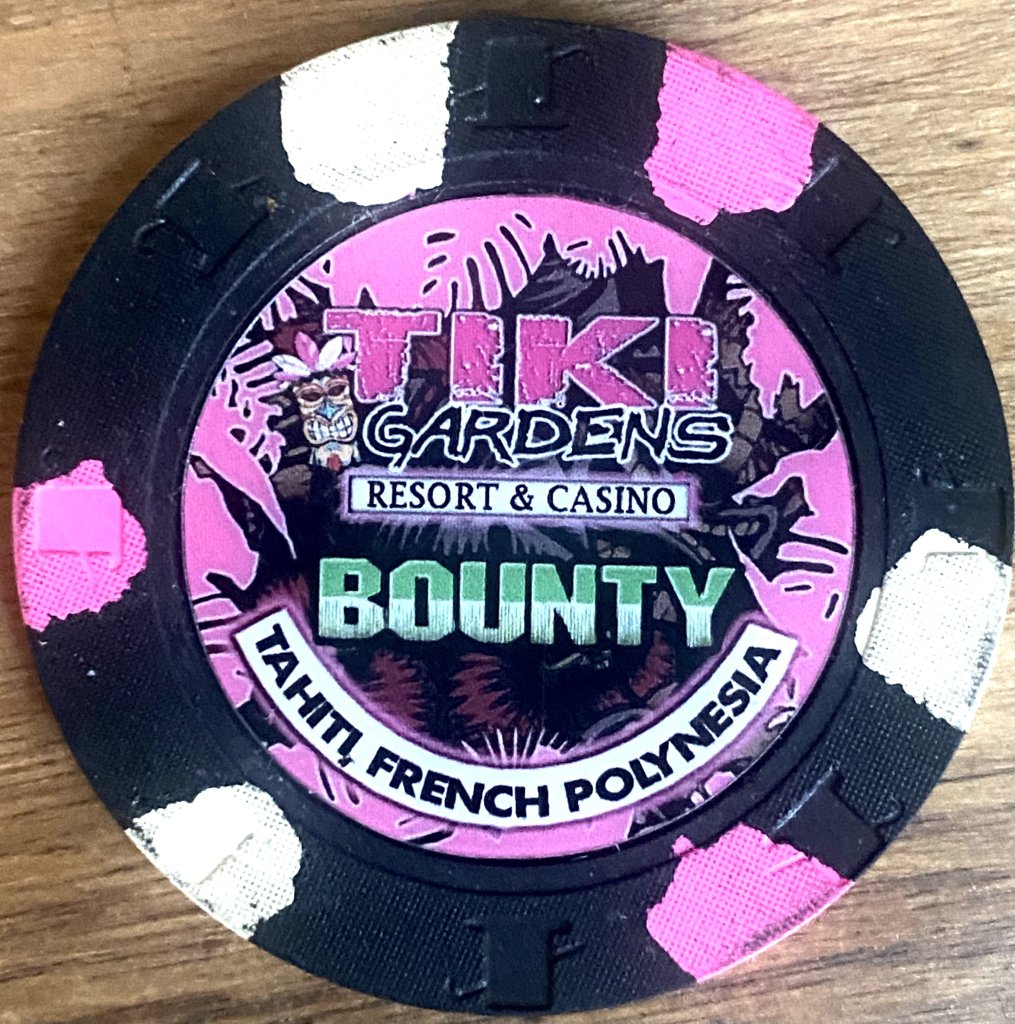 TIKI
GARDENS
RESORT & CASINO
BOUNTY
TAHITI, FRENCH POLYNESIA